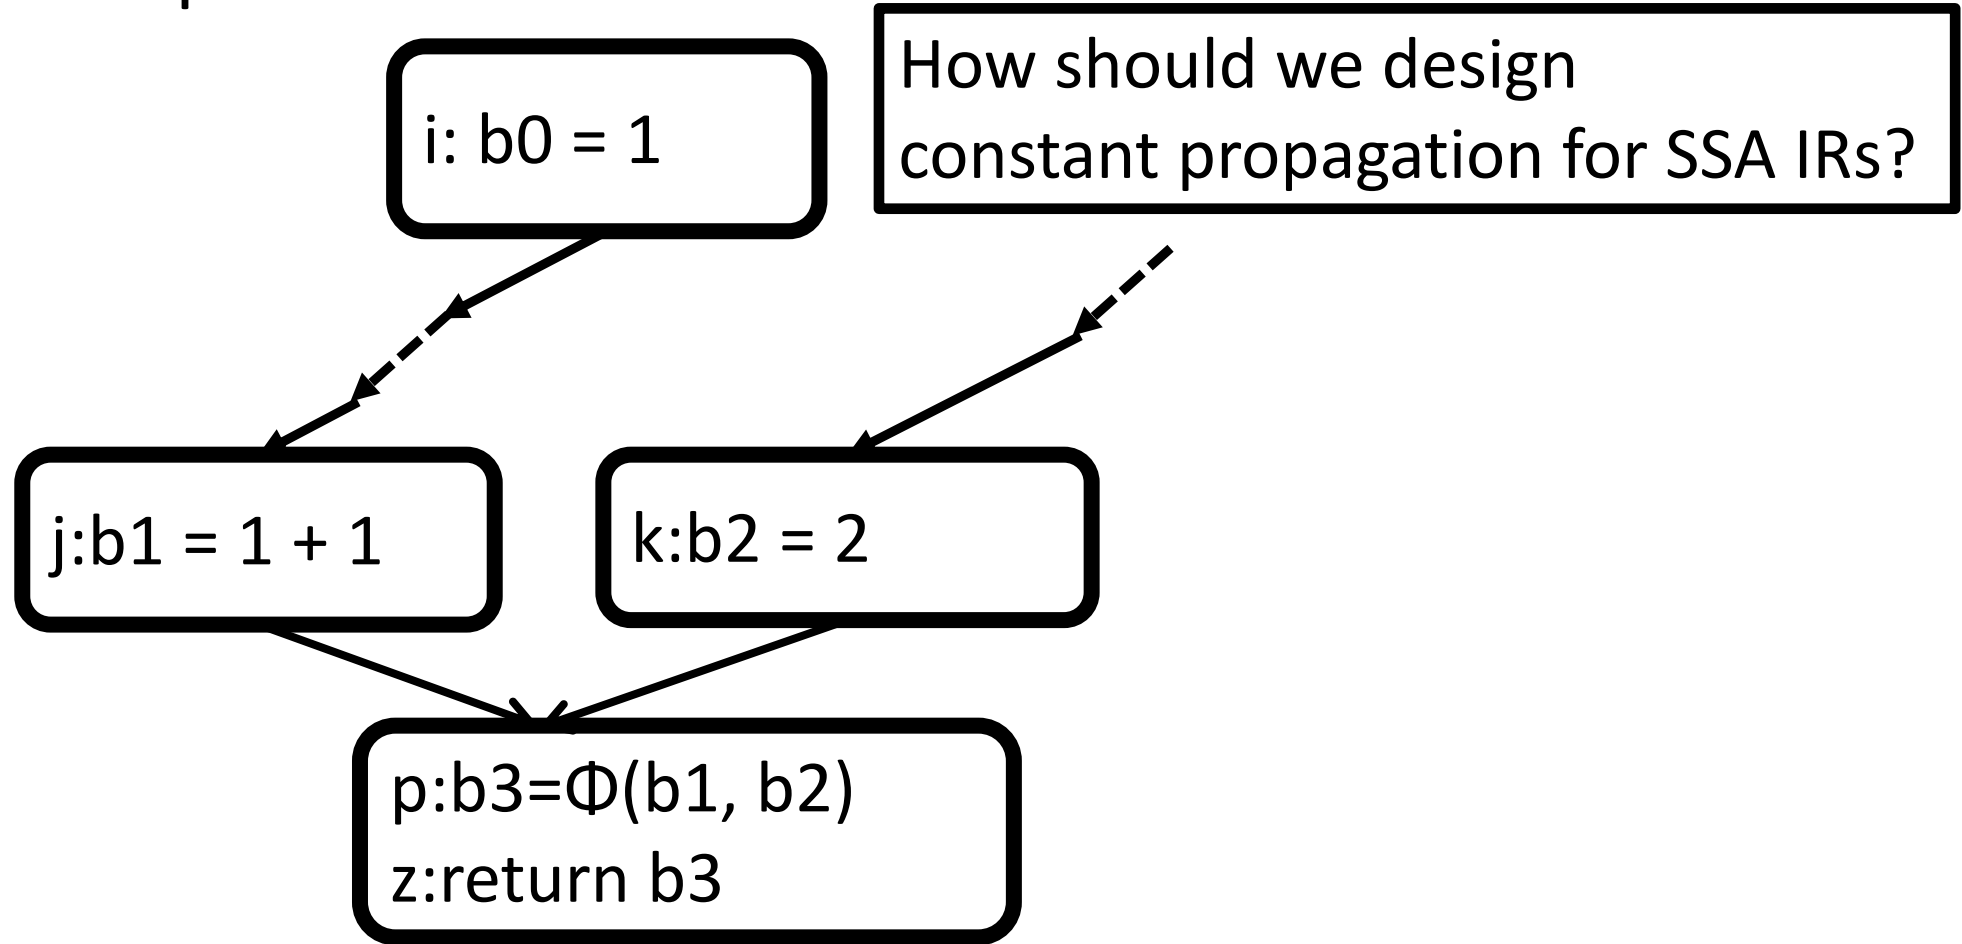 i: b0 = 1
How should we design
constant propagation for SSA IRs?
j:b1 = 1 + 1
k:b2 = 2
p:b3=Φ(b1, b2)
z:return b3